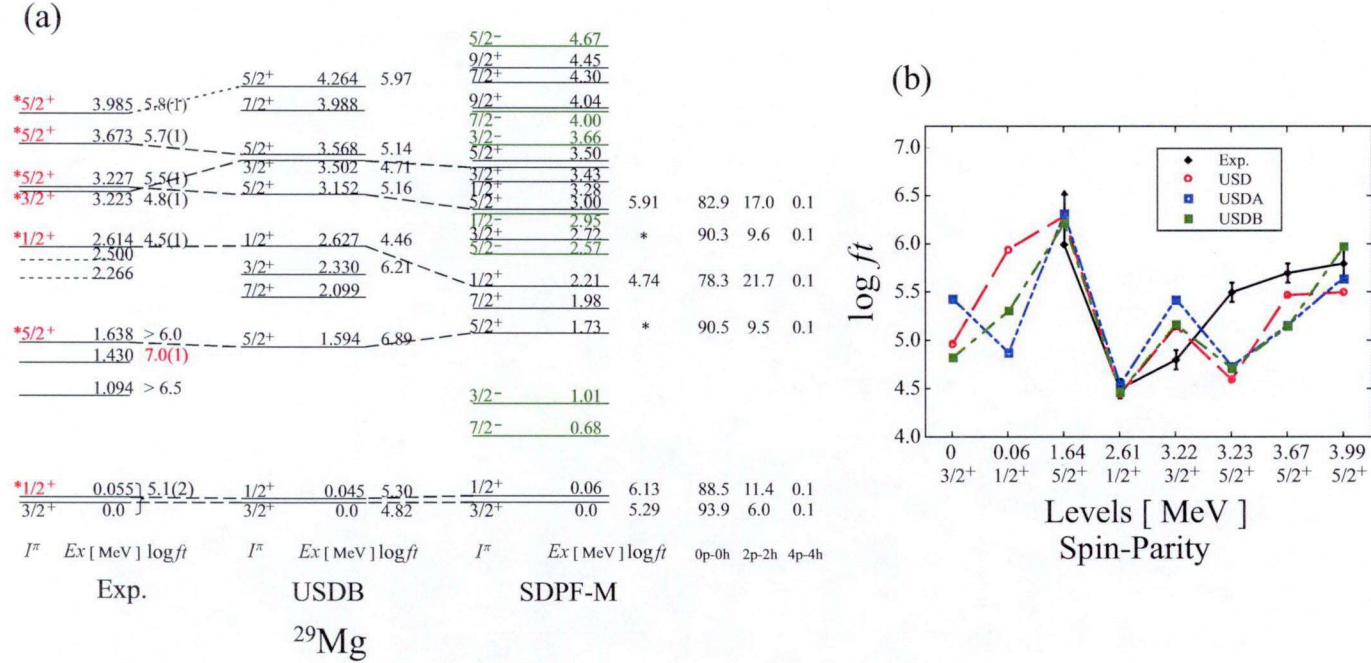 (a)
*5/2⁺ 3.985 5.8(1)
*5/2⁺ 3.673 5.7(1)
*5/2⁺ 3.227 5.5(1)
*3/2⁺ 3.223 4.8(1)
*1/2⁺ 2.614 4.5(1)
2.500
2.266
*5/2⁺ 1.638 > 6.0
1.430 7.0(1)
1.094 > 6.5
*1/2⁺ 0.055 5.1(2)
3/2⁺ 0.0
I^π Ex [ MeV ] log ft
Exp.
5/2⁺ 4.264 5.97
7/2⁺ 3.988
5/2⁺ 3.568 5.14
3/2⁺ 3.502 4.71
5/2⁺ 3.152 5.16
1/2⁺ 2.627 4.46
3/2⁺ 2.330 6.21
7/2⁺ 2.099
5/2⁺ 1.594 6.89
1/2⁺ 0.045 5.30
3/2⁺ 0.0 4.82
I^π Ex [ MeV ] log ft
USDB
5/2⁻ 4.67
9/2⁺ 4.45
7/2⁺ 4.30
9/2⁺ 4.04
7/2⁻ 4.00
3/2⁻ 3.66
5/2⁺ 3.50
3/2⁺ 3.43
1/2⁺ 3.28
5/2⁺ 3.00 5.91 82.9 17.0 0.1
1/2⁻ 2.95
3/2⁺ 2.72 * 90.3 9.6 0.1
5/2⁻ 2.57
1/2⁺ 2.21 4.74 78.3 21.7 0.1
7/2⁺ 1.98
5/2⁺ 1.73 * 90.5 9.5 0.1
3/2⁻ 1.01
7/2⁻ 0.68
1/2⁺ 0.06 6.13 88.5 11.4 0.1
3/2⁺ 0.0 5.29 93.9 6.0 0.1
I^π Ex [ MeV ] log ft 0p-0h 2p-2h 4p-4h
SDPF-M
²⁹Mg
(b)
log ft
7.0
6.5
6.0
5.5
5.0
4.5
4.0
Exp.
USD
USDA
USDB
0 0.06 1.64 2.61 3.22 3.23 3.67 3.99
3/2⁺ 1/2⁺ 5/2⁺ 1/2⁺ 3/2⁺ 5/2⁺ 5/2⁺ 5/2⁺
Levels [ MeV ]
Spin-Parity